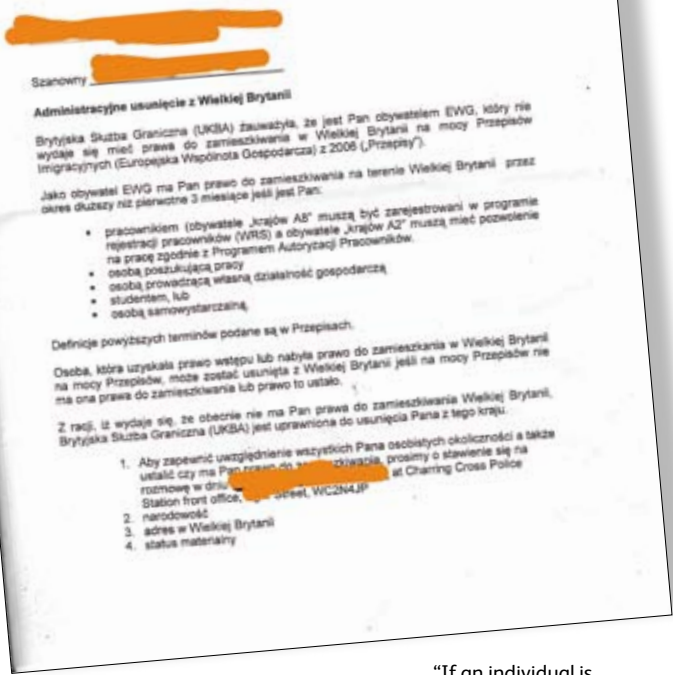 Szanowny
Administracyjne usunięcie z Wielkiej Brytanii
Brytyjska Służba Graniczna (UKBA) zauważyła, że jest Pan obywatelem EWG, który nie
wydaje się mieć prawa do zamieszkiwania w Wielkiej Brytanii na mocy Przepisów
Imigracyjnych (Europejska Wspólnota Gospodarcza) z 2006 („Przepisy”).
Jako obywatel EWG ma Pan prawo do zamieszkiwania na terenie Wielkiej Brytanii przez
okres dłuższy niż pierwotne 3 miesiące jeśli jest Pan:
• pracownikiem (obywatele „krajów A8” muszą być zarejestrowani w programie
rejestracji pracowników (WRS) a obywatele „krajów A2” muszą mieć pozwolenie
na pracę zgodnie z Programem Autoryzacji Pracowników.
• osobą poszukującą pracy
• osobą prowadzącą własną działalność gospodarczą
• studentem, lub
• osobą samowystarczalną.
Definicje powyższych terminów podane są w Przepisach.
Osoba, która uzyskała prawo wstępu lub nabyła prawo do zamieszkania w Wielkiej Brytanii
na mocy Przepisów, może zostać usunięta z Wielkiej Brytanii jeśli na mocy Przepisów nie
ma ona prawa do zamieszkiwania lub prawo to ustało.
Z racji, iż wydaje się, że obecnie nie ma Pan prawa do zamieszkiwania Wielkiej Brytanii,
Brytyjska Służba Graniczna (UKBA) jest uprawniona do usunięcia Pana z tego kraju.
1. Aby zapewnić uwzględnienie wszystkich Pana osobistych okoliczności a także
ustalić czy ma Pan prawo do zamieszkiwania, prosimy o stawienie się na
rozmowę w dniu at Charring Cross Police
Station front office, Street, WC2N4JP
2. narodowość
3. adres w Wielkiej Brytanii
4. status materialny
“If an individual is